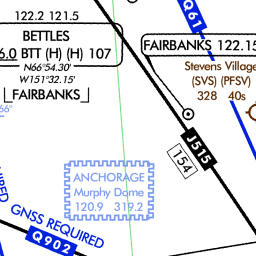 122.2 121.5
BETTLES
6.0 BTT (H) (H) 107
N66°54.30'
W151°32.15'
FAIRBANKS
66°
Q61
FAIRBANKS 122.15
Stevens Village
(SVS) (PFSV)
328 40s
J515
154
ANCHORAGE
Murphy Dome
120.9 319.2
GNSS REQUIRED
Q902